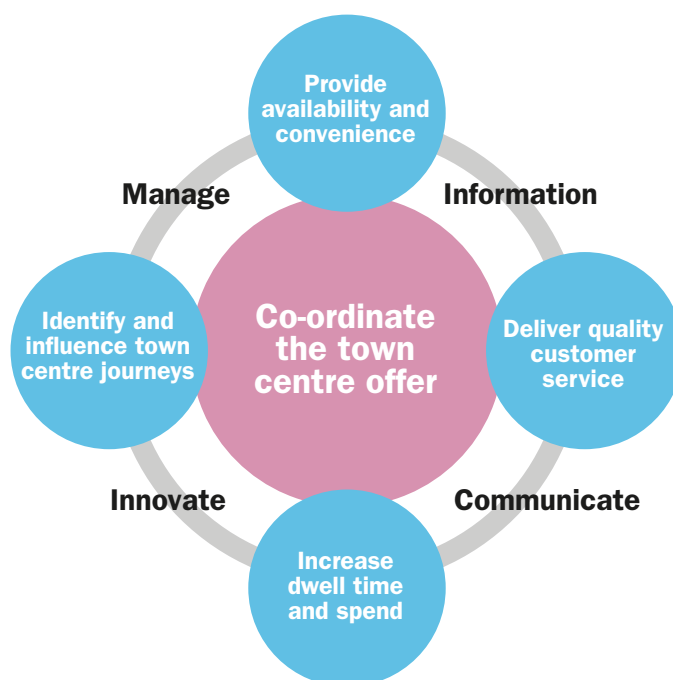 Provide
availability and
convenience
Manage
Information
Co-ordinate
the town
centre offer
Identify and
influence town
centre journeys
Deliver quality
customer
service
Innovate
Communicate
Increase
dwell time
and spend